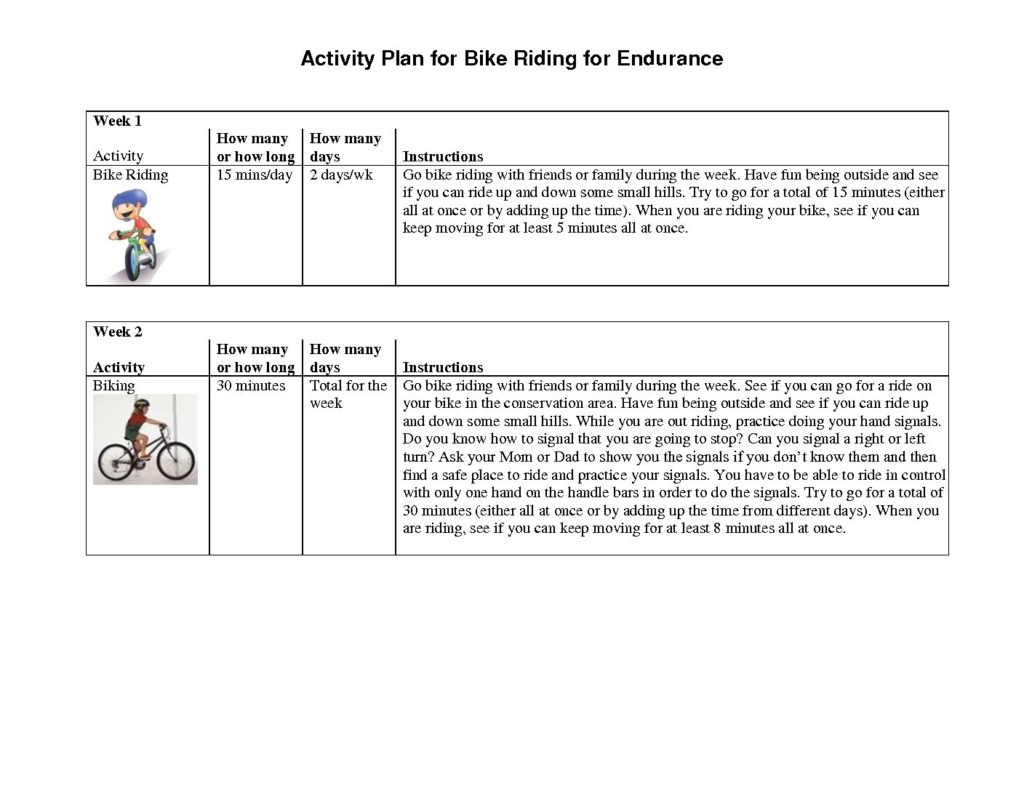 Activity Plan for Bike Riding for Endurance
Week 1
Activity
How many
or how long
How many
days
Instructions
Bike Riding
15 mins/day
2 days/wk
Go bike riding with friends or family during the week. Have fun being outside and see
if you can ride up and down some small hills. Try to go for a total of 15 minutes (either
all at once or by adding up the time). When you are riding your bike, see if you can
keep moving for at least 5 minutes all at once.
Week 2
Activity
How many
or how long
How many
days
Instructions
Biking
30 minutes
Total for the
week
Go bike riding with friends or family during the week. See if you can go for a ride on
your bike in the conservation area. Have fun being outside and see if you can ride up
and down some small hills. While you are out riding, practice doing your hand signals.
Do you know how to signal that you are going to stop? Can you signal a right or left
turn? Ask your Mom or Dad to show you the signals if you don’t know them and then
find a safe place to ride and practice your signals. You have to be able to ride in control
with only one hand on the handle bars in order to do the signals. Try to go for a total of
30 minutes (either all at once or by adding up the time from different days). When you
are riding, see if you can keep moving for at least 8 minutes all at once.